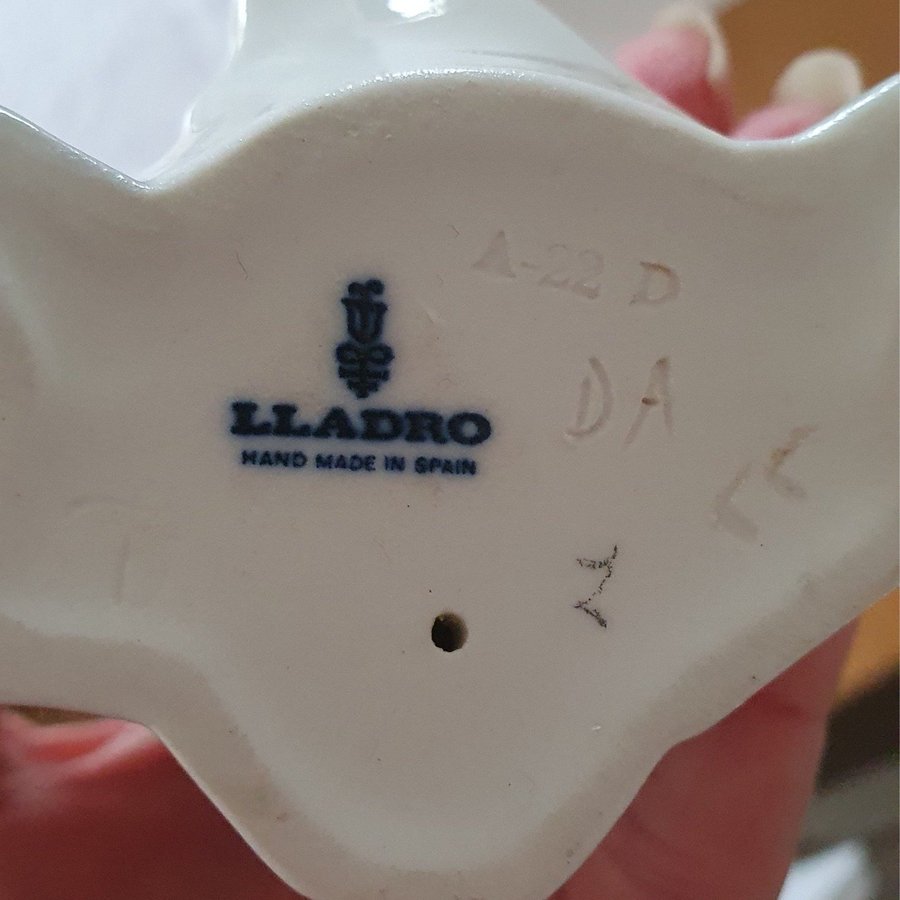 A-22 D
LLADRO
DA
HAND MADE IN SPAIN